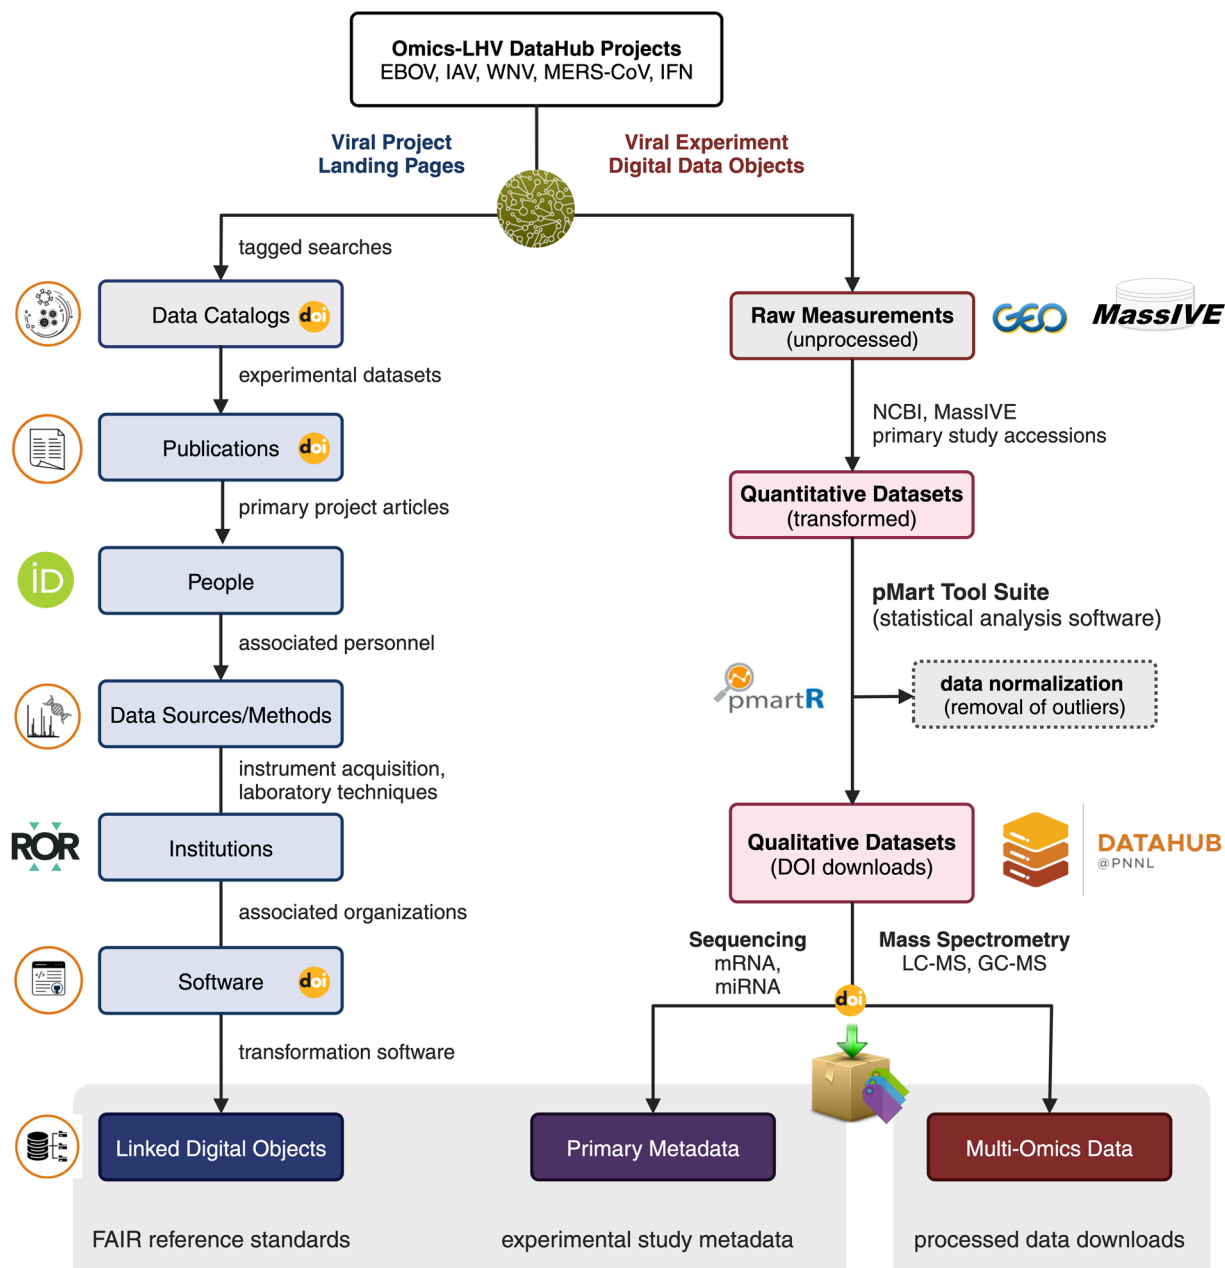 Omics-LHV DataHub Projects
EBOV, IAV, WNV, MERS-CoV, IFN
Viral Project
Landing Pages
Viral Experiment
Digital Data Objects
tagged searches
Data Catalogs doi
experimental datasets
Publications doi
primary project articles
iD
People
associated personnel
Data Sources/Methods
instrument acquisition,
laboratory techniques
ROR
Institutions
associated organizations
Software doi
transformation software
Linked Digital Objects
FAIR reference standards
Raw Measurements
(unprocessed)
GEO
MassIVE
NCBI, MassIVE
primary study accessions
Quantitative Datasets
(transformed)
pMart Tool Suite
(statistical analysis software)
pmartR
data normalization
(removal of outliers)
Qualitative Datasets
(DOI downloads)
DATAHUB
@PNNL
Sequencing
mRNA,
miRNA
Mass Spectrometry
LC-MS, GC-MS
doi
Primary Metadata
experimental study metadata
Multi-Omics Data
processed data downloads